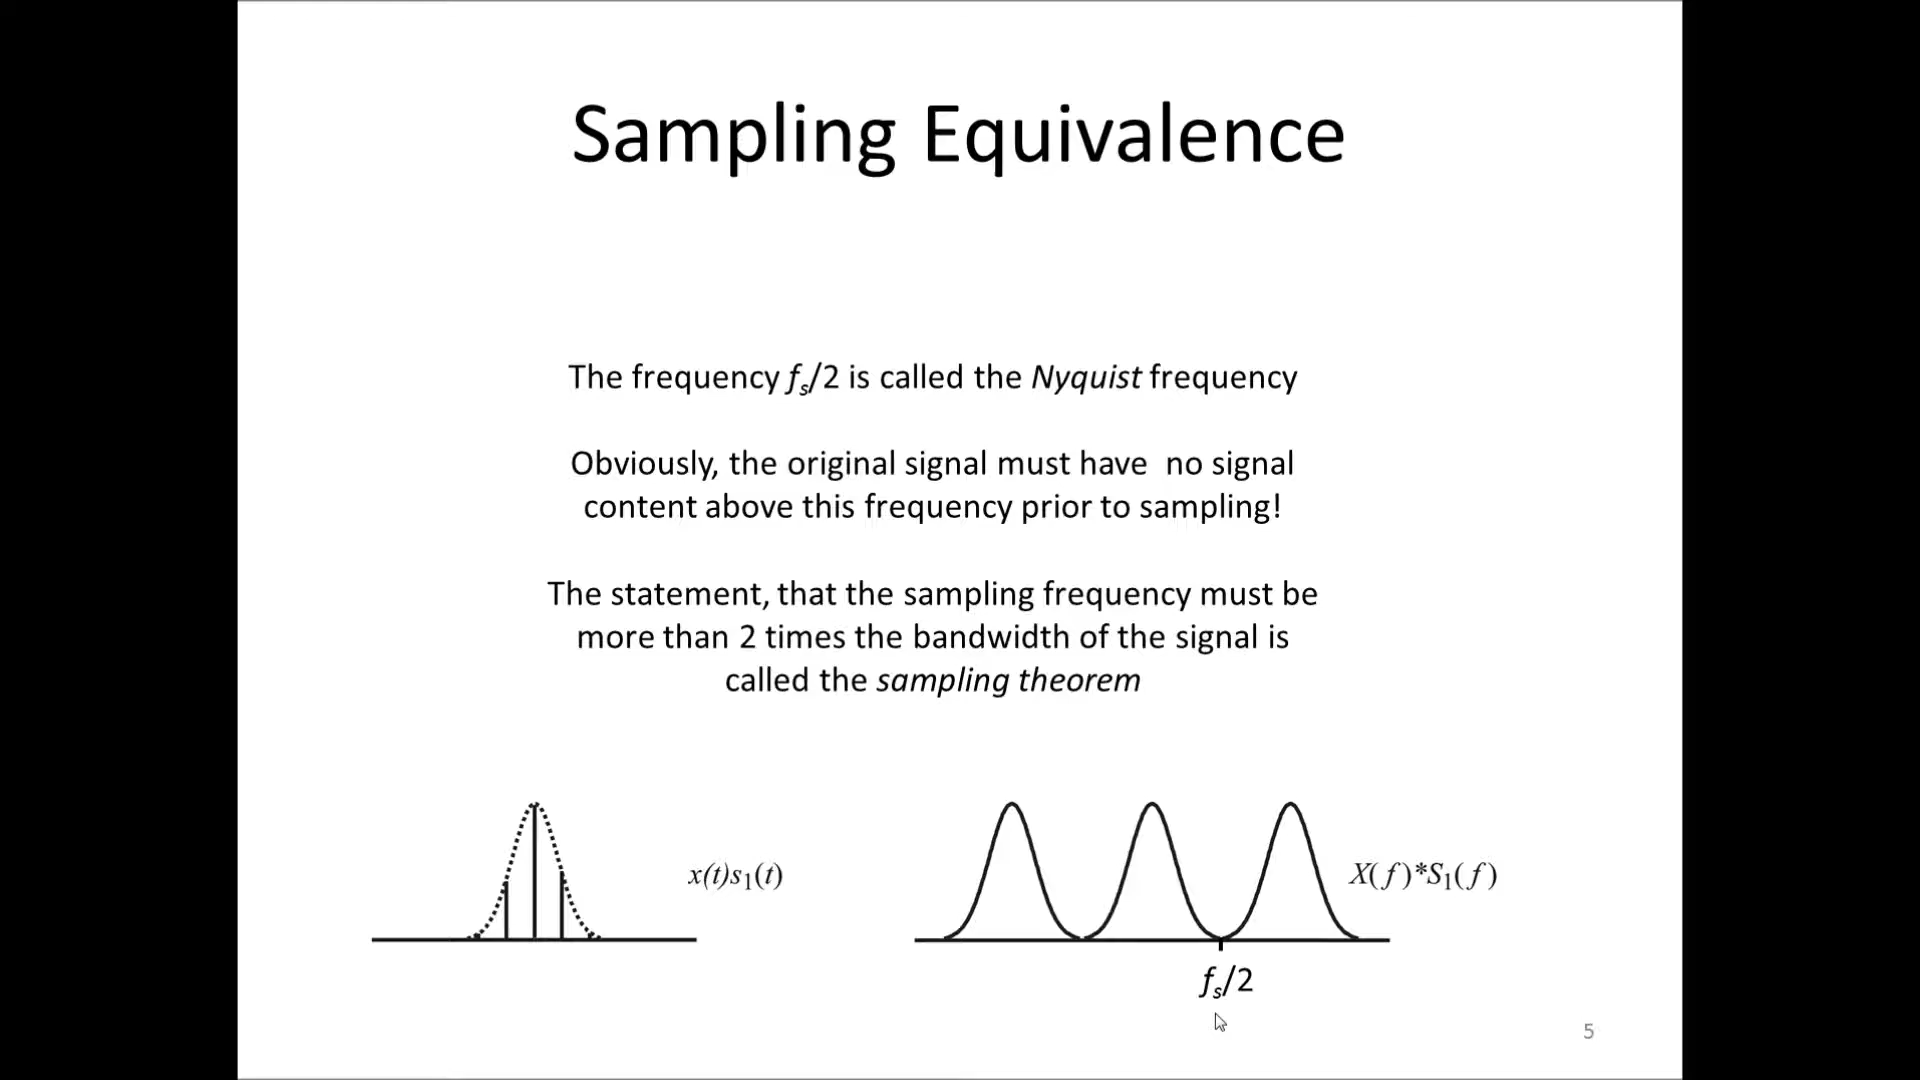 Sampling Equivalence
The frequency fs/2 is called the Nyquist frequency
Obviously, the original signal must have no signal
content above this frequency prior to sampling!
The statement, that the sampling frequency must be
more than 2 times the bandwidth of the signal is
called the sampling theorem
x(t)s1(t)
X(f)*S1(f)
fs/2
5